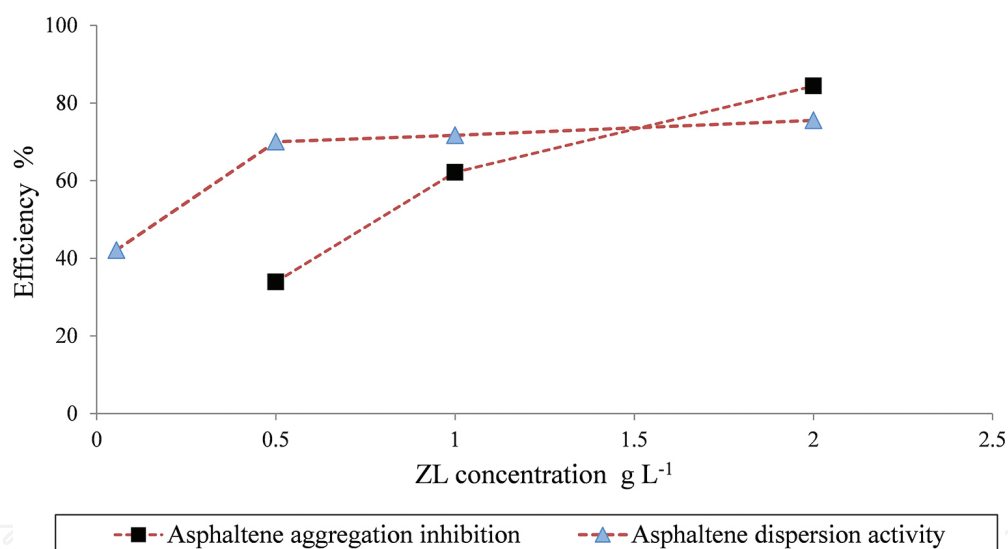 100
80
60
40
20
0
Efficiency %
0 0.5 1 1.5 2 2.5
ZL concentration g L-1
Asphaltene aggregation inhibition Asphaltene dispersion activity